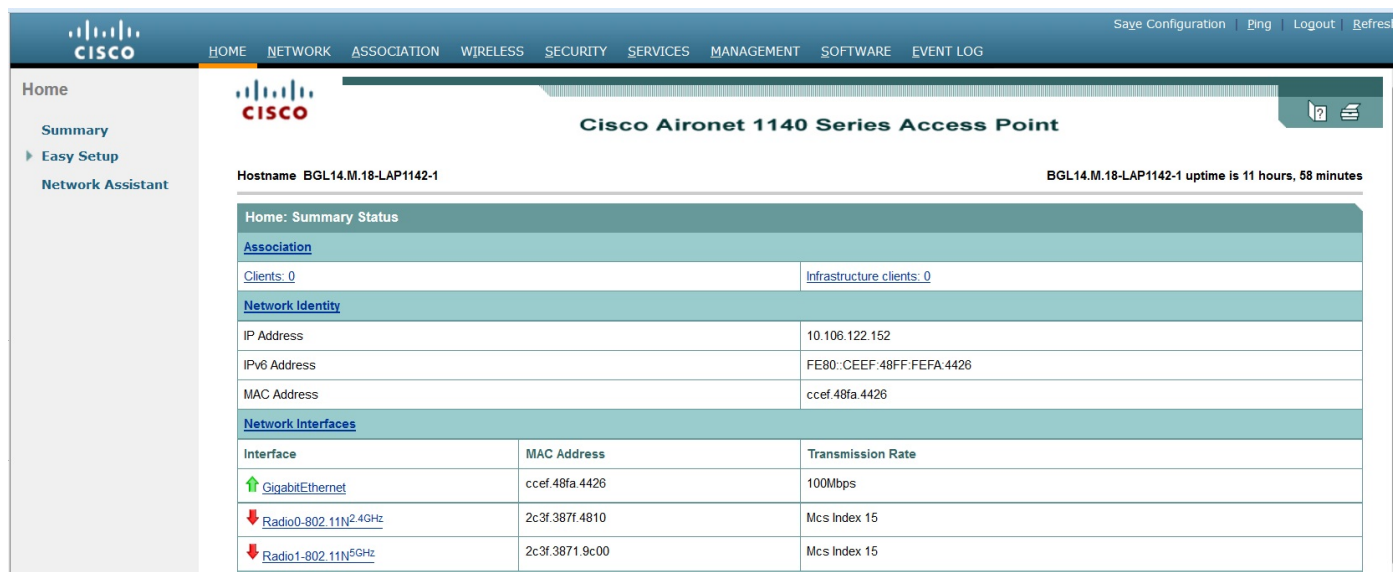 Save Configuration | Ping | Logout | Refresh
CISCO
HOME NETWORK ASSOCIATION WIRELESS SECURITY SERVICES MANAGEMENT SOFTWARE EVENT LOG
Home
Summary
Easy Setup
Network Assistant
CISCO
Cisco Aironet 1140 Series Access Point
Hostname BGL14.M.18-LAP1142-1
BGL14.M.18-LAP1142-1 uptime is 11 hours, 58 minutes
Home: Summary Status
Association
Clients: 0 Infrastructure clients: 0
Network Identity
IP Address 10.106.122.152
IPv6 Address FE80::CEEF:48FF:FEFA:4426
MAC Address ccef.48fa.4426
Network Interfaces
Interface MAC Address Transmission Rate
GigabitEthernet ccef.48fa.4426 100Mbps
Radio0-802.11N2.4GHz 2c3f.387f.4810 Mcs Index 15
Radio1-802.11N5GHz 2c3f.3871.9c00 Mcs Index 15